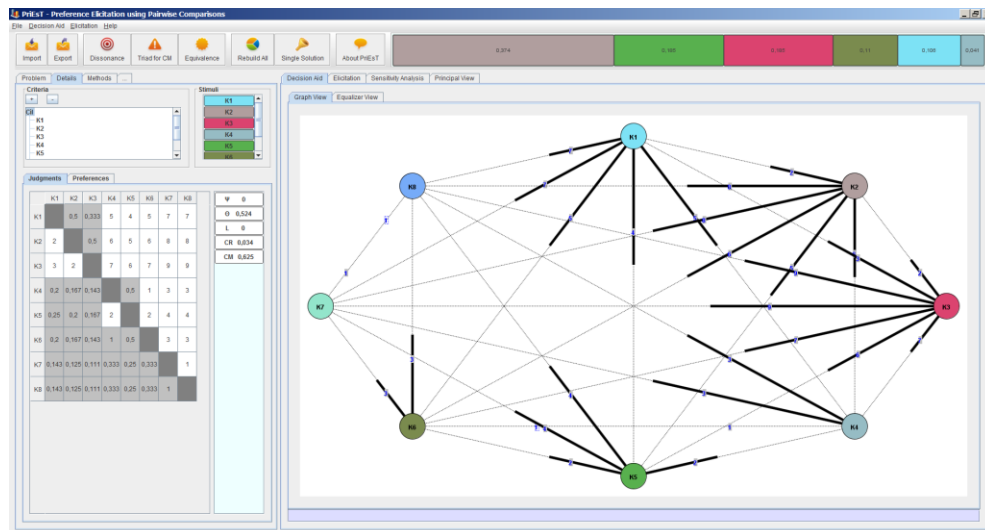 PriEsT - Preference Elicitation using Pairwise Comparisons
File Decision Aid Elicitation Help
Import Export Dissonance Triad for CM Equivalence Rebuild All Single Solution About PriEsT
0,11 0,041
Problem Details Methods ...
Decision Aid Elicitation Sensitivity Analysis Principal View
Criteria
Stimuli
Graph View Equalizer View
+ -
K1
K2
K3
K4
K5
K1
K2
K3
K4
K5
K6
Judgments Preferences
K1 K2 K3 K4 K5 K6 K7 K8
K1 0,5 0,333 5 4 5 7 7
K2 2 0,5 6 5 6 8 8
K3 3 2 7 6 7 9 9
K4 0,2 0,167 0,143 0,5 1 3 3
K5 0,25 0,2 0,167 2 2 4 4
K6 0,2 0,167 0,143 1 0,5 3 3
K7 0,143 0,125 0,111 0,333 0,25 0,333 1
K8 0,143 0,125 0,111 0,333 0,25 0,333 1
Ψ 0
Θ 0,524
L 0
CR 0,034
CM 0,625
K1
K8
K2
K7
K3
K6
K4
K5